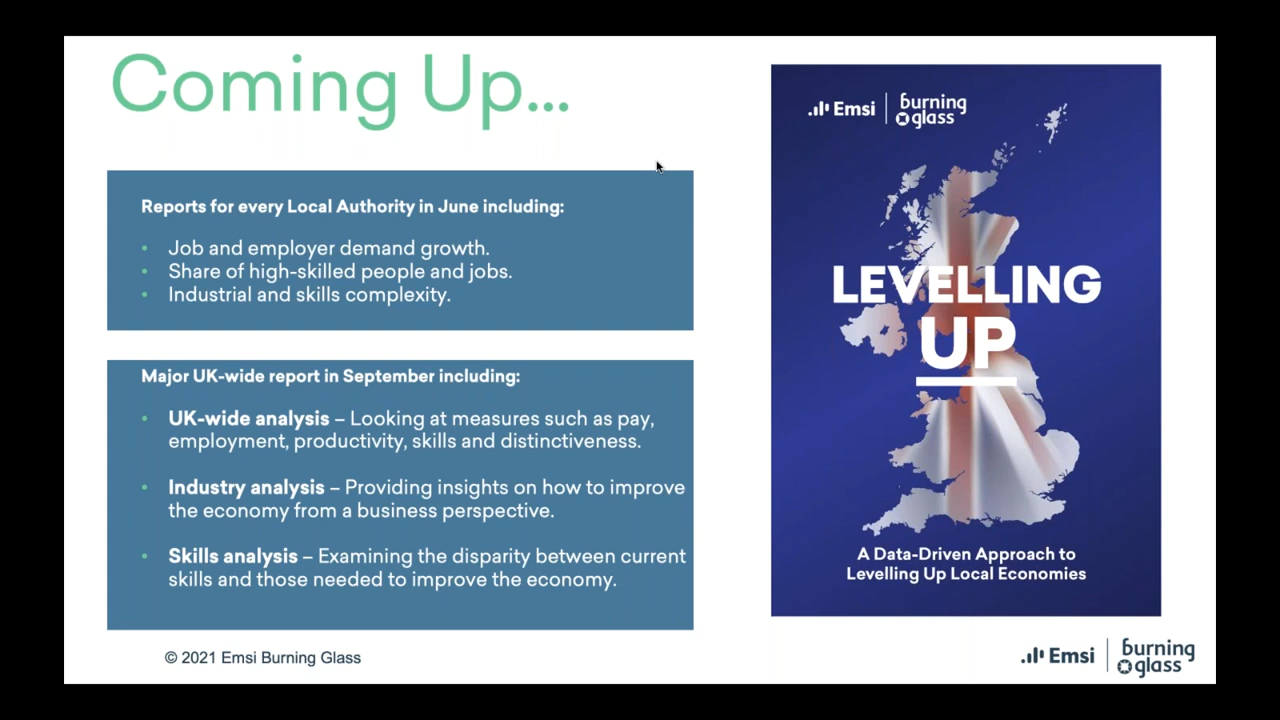 Coming Up...
Reports for every Local Authority in June including:
• Job and employer demand growth.
• Share of high-skilled people and jobs.
• Industrial and skills complexity.
Major UK-wide report in September including:
• UK-wide analysis – Looking at measures such as pay,
employment, productivity, skills and distinctiveness.
• Industry analysis – Providing insights on how to improve
the economy from a business perspective.
• Skills analysis – Examining the disparity between current
skills and those needed to improve the economy.
© 2021 Emsi Burning Glass
Emsi | burning
glass
LEVELLING
UP
A Data-Driven Approach to
Levelling Up Local Economies
Emsi | burning
glass